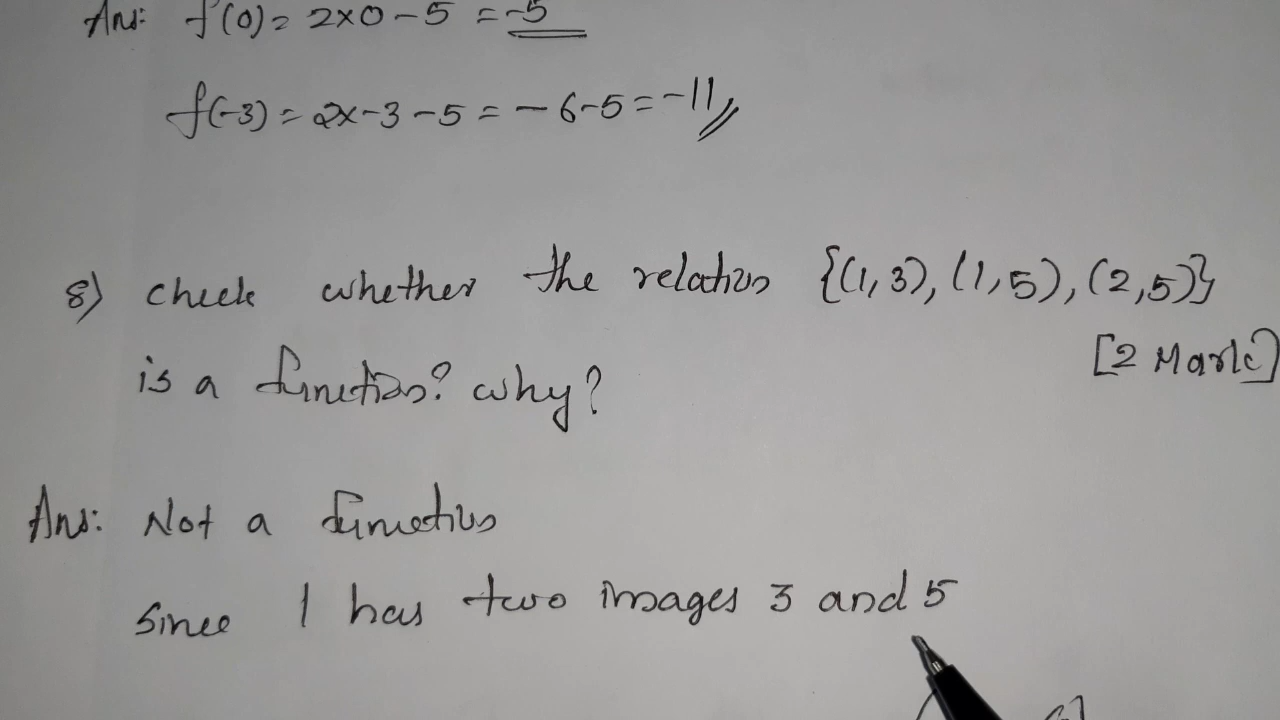 Ans: f(0) = 2×0-5 = -5
f(-3) = 2×-3-5 = -6-5 = -11
8) check whether the relation {(1,3), (1,5), (2,5)}
[2 Mark]
is a function? why?
Ans: Not a function
Since 1 has two images 3 and 5